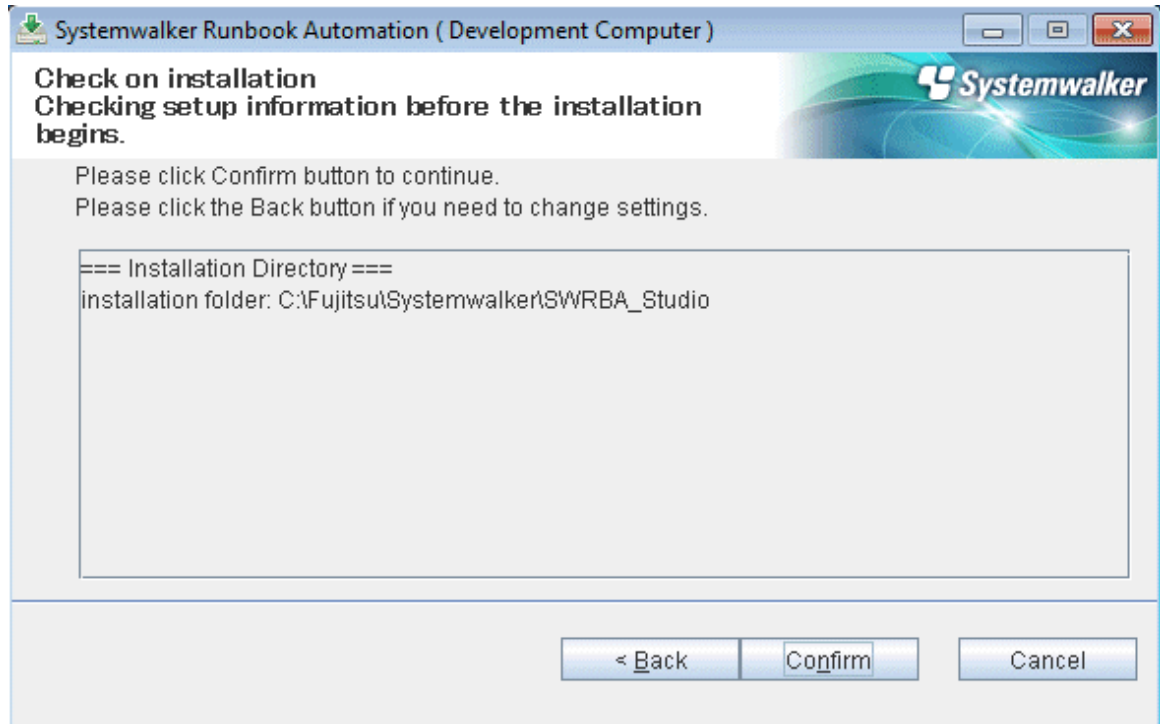 Systemwalker Runbook Automation ( Development Computer )
Check on installation
Checking setup information before the installation
begins.
Systemwalker
Please click Confirm button to continue.
Please click the Back button if you need to change settings.
=== Installation Directory ===
installation folder: C:\Fujitsu\Systemwalker\SWRBA_Studio
< Back
Confirm
Cancel